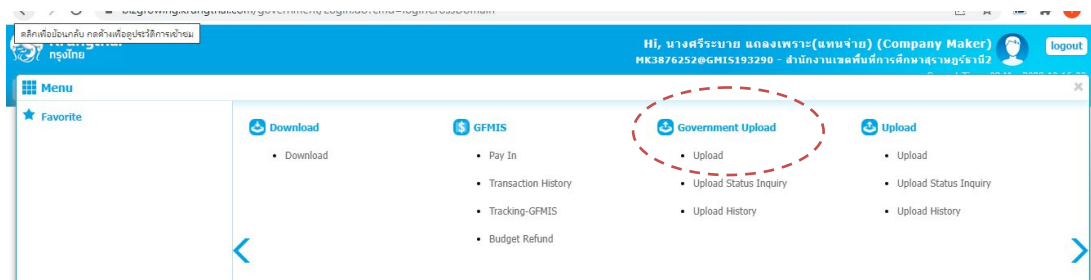 คลิกเพื่อย้อนกลับ กดค้างเพื่อดูประวัติการเข้าชม
กรุงไทย
Hi, นางศรีระบาย แถลงเพราะ(แทนจ่าย) (Company Maker)
MK3876252@GMIS193290 - สำนักงานเขตพื้นที่การศึกษาสุราษฎร์ธานี2
logout
Menu
Favorite
Download
Download
GFMIS
Pay In
Transaction History
Tracking-GFMIS
Budget Refund
Government Upload
Upload
Upload Status Inquiry
Upload History
Upload
Upload
Upload Status Inquiry
Upload History